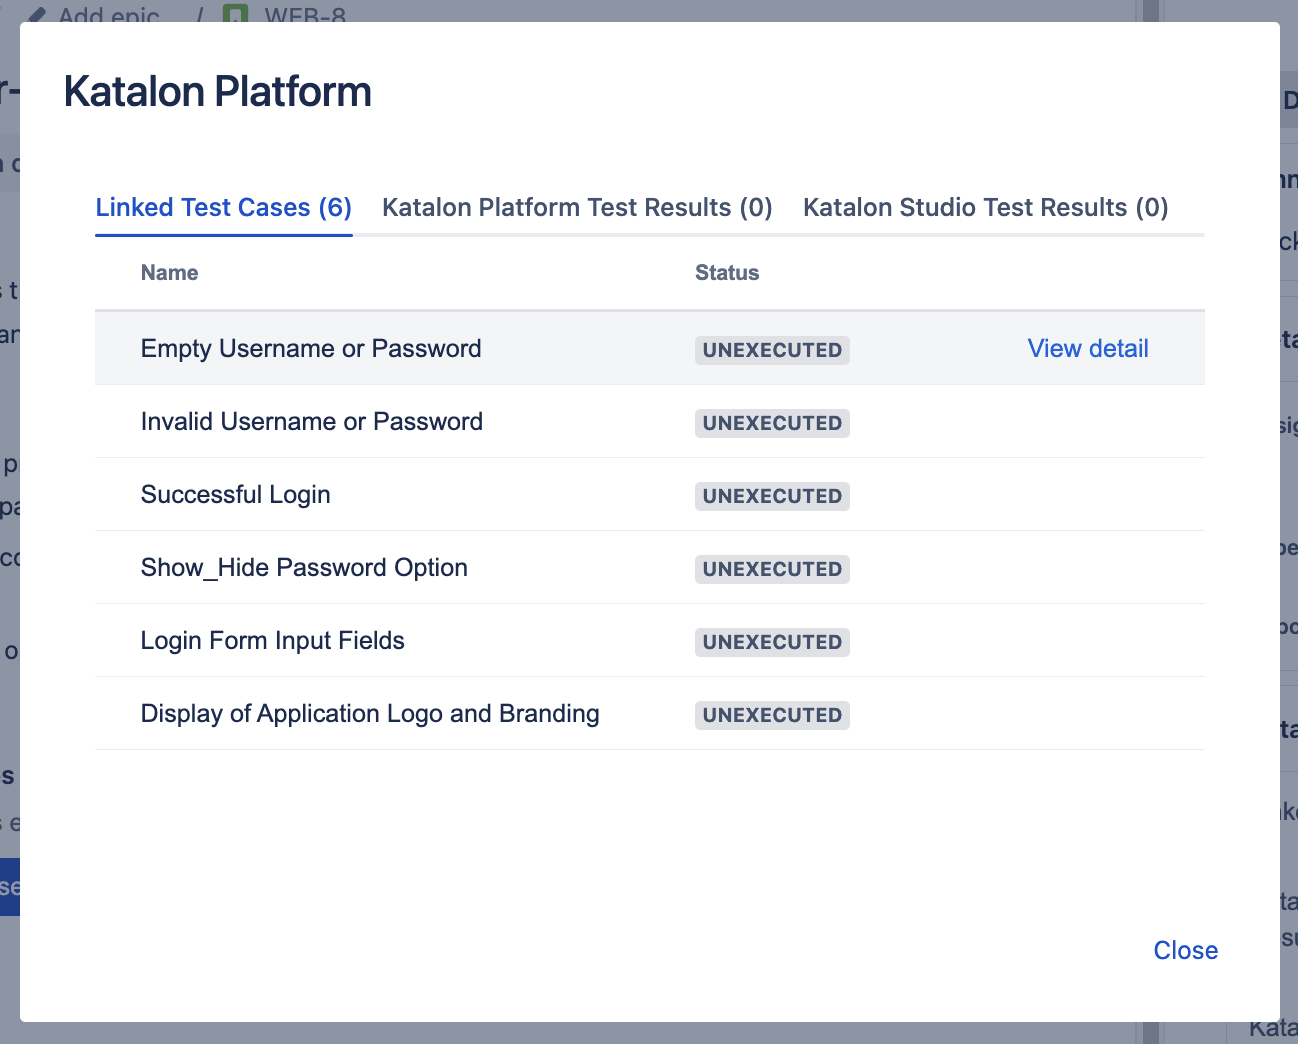 Add epic / WEB-8
Katalon Platform
Linked Test Cases (6) Katalon Platform Test Results (0) Katalon Studio Test Results (0)
Name Status
Empty Username or Password UNEXECUTED View detail
Invalid Username or Password UNEXECUTED
Successful Login UNEXECUTED
Show_Hide Password Option UNEXECUTED
Login Form Input Fields UNEXECUTED
Display of Application Logo and Branding UNEXECUTED
Close